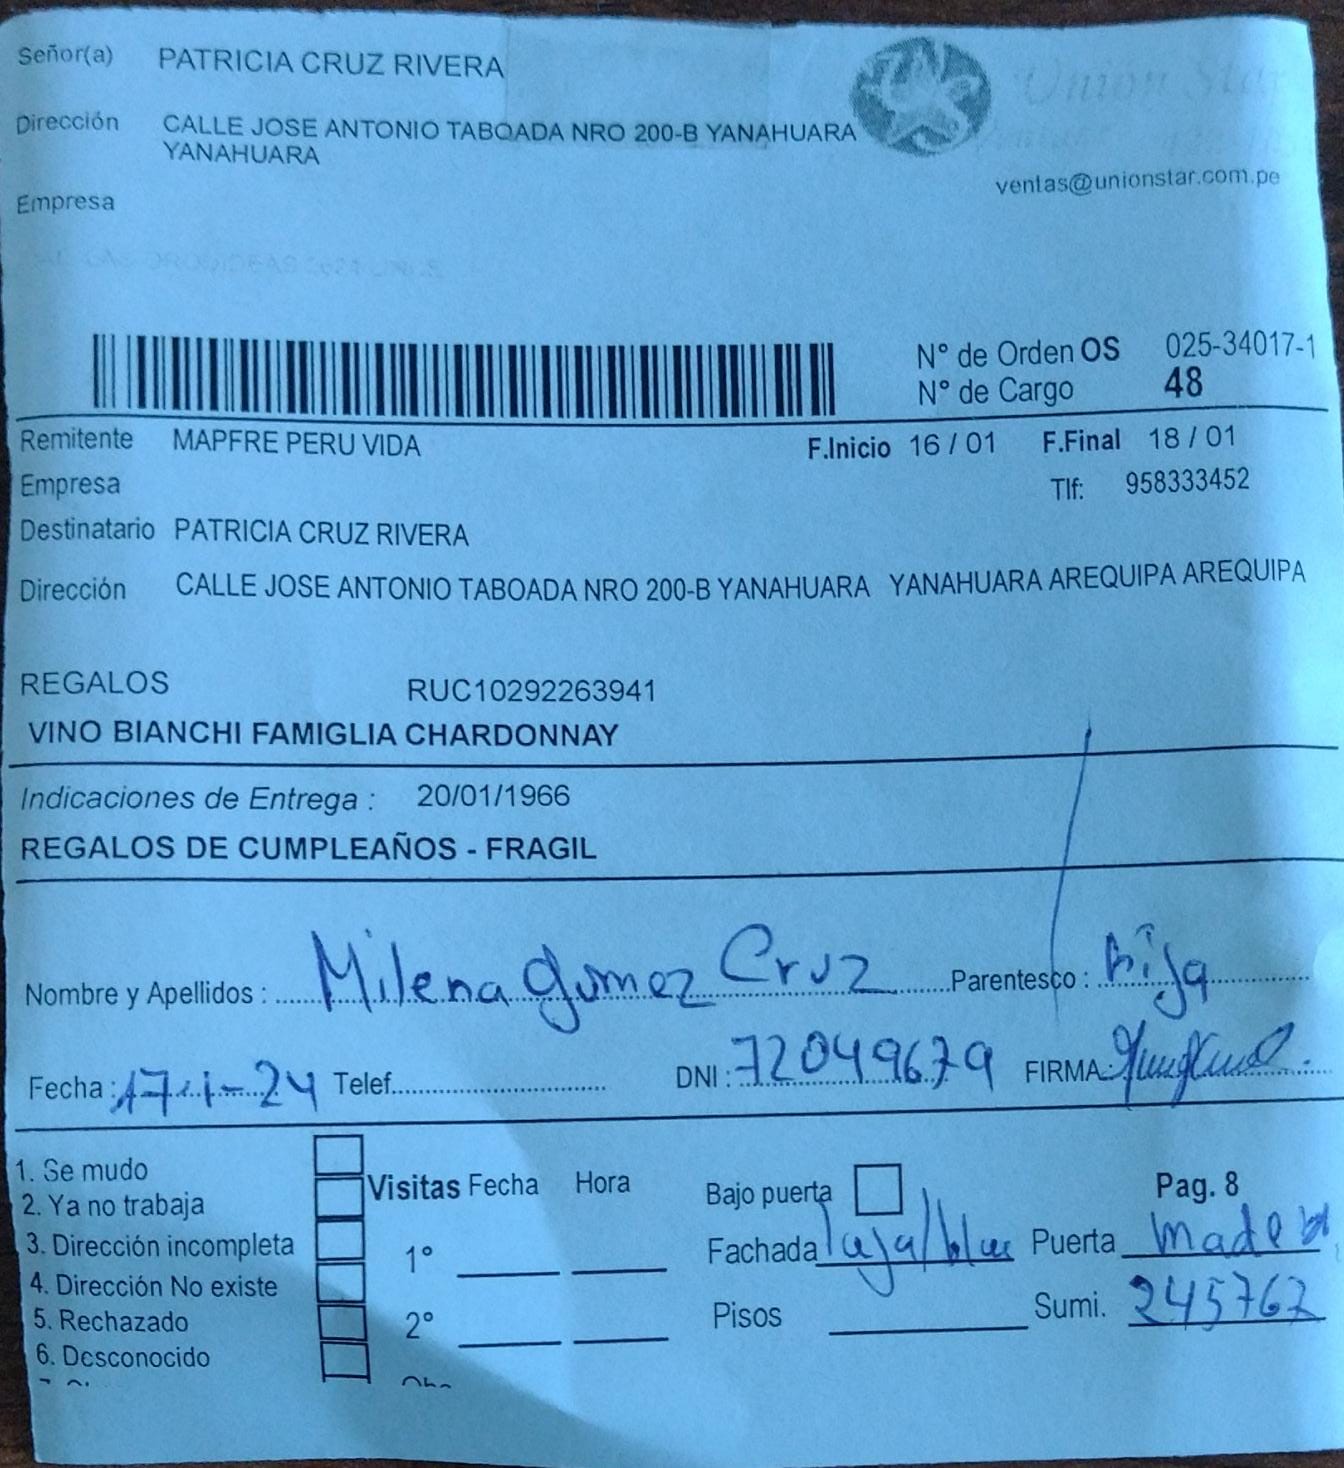 Señor(a) PATRICIA CRUZ RIVERA
Unión Star
Dirección CALLE JOSE ANTONIO TABOADA NRO 200-B YANAHUARA
YANAHUARA
ventas@unionstar.com.pe
Empresa
N° de Orden OS 025-34017-1
N° de Cargo 48
Remitente MAPFRE PERU VIDA F.Inicio 16 / 01 F.Final 18 / 01
Empresa Tlf: 958333452
Destinatario PATRICIA CRUZ RIVERA
Dirección CALLE JOSE ANTONIO TABOADA NRO 200-B YANAHUARA YANAHUARA AREQUIPA AREQUIPA
REGALOS RUC10292263941
VINO BIANCHI FAMIGLIA CHARDONNAY
Indicaciones de Entrega : 20/01/1966
REGALOS DE CUMPLEAÑOS - FRAGIL
Nombre y Apellidos : Milena Gomez Cruz Parentesco : hija
Fecha : 17-1-24 Telef. DNI : 72049679 FIRMA:
1. Se mudo
2. Ya no trabaja
3. Dirección incompleta
4. Dirección No existe
5. Rechazado
6. Desconocido
Visitas Fecha Hora
1°
2°
Bajo puerta Pag. 8
Fachada laja/blu Puerta madera
Pisos Sumi. 245767